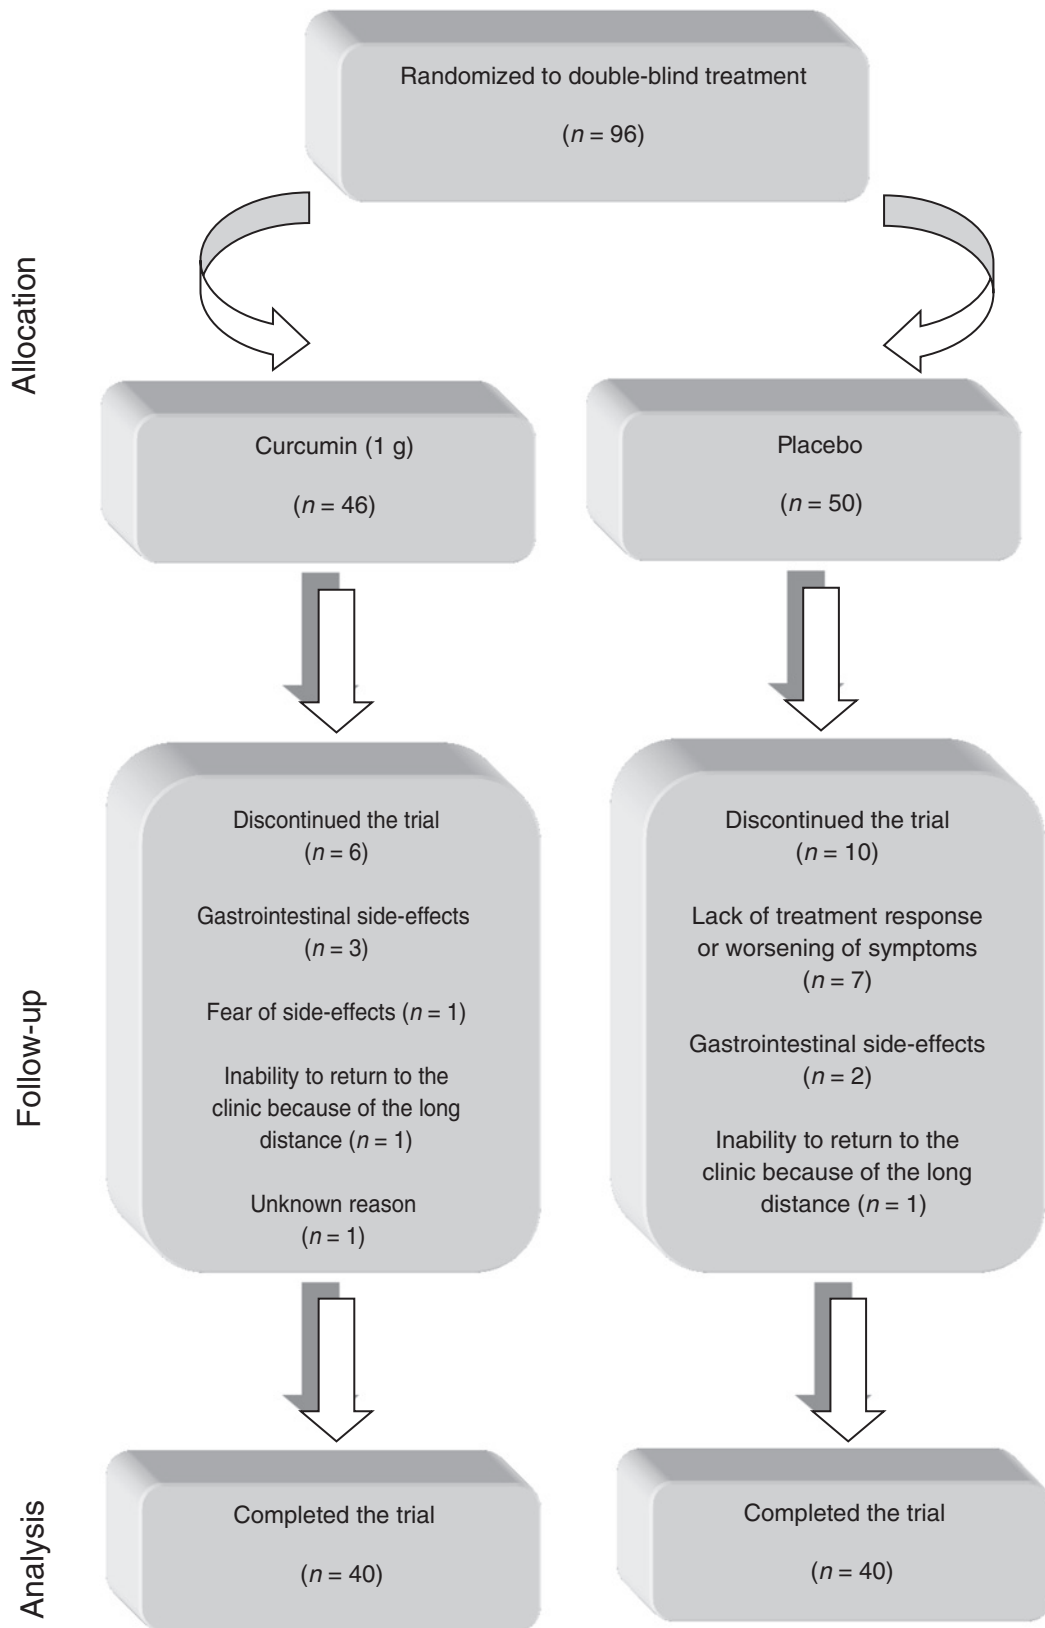 Randomized to double-blind treatment
(n = 96)
Allocation
Curcumin (1 g)
(n = 46)
Placebo
(n = 50)
Follow-up
Discontinued the trial
(n = 6)
Gastrointestinal side-effects
(n = 3)
Fear of side-effects (n = 1)
Inability to return to the
clinic because of the long
distance (n = 1)
Unknown reason
(n = 1)
Discontinued the trial
(n = 10)
Lack of treatment response
or worsening of symptoms
(n = 7)
Gastrointestinal side-effects
(n = 2)
Inability to return to the
clinic because of the long
distance (n = 1)
Analysis
Completed the trial
(n = 40)
Completed the trial
(n = 40)